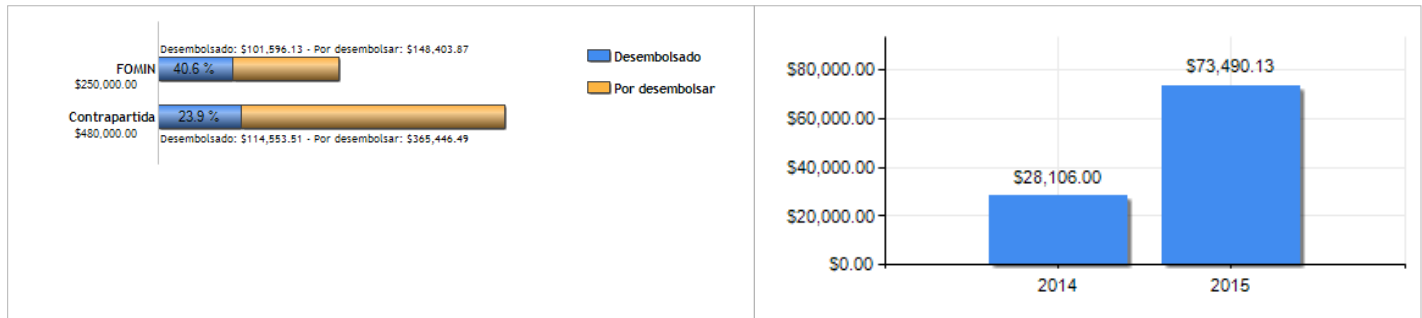 Desembolsado: $101,596.13 - Por desembolsar: $148,403.87
FOMIN
$250,000.00
40.6 %
Contrapartida
$480,000.00
23.9 %
Desembolsado: $114,553.51 - Por desembolsar: $365,446.49
Desembolsado
Por desembolsar
$80,000.00
$60,000.00
$40,000.00
$20,000.00
$0.00
$28,106.00
$73,490.13
2014
2015